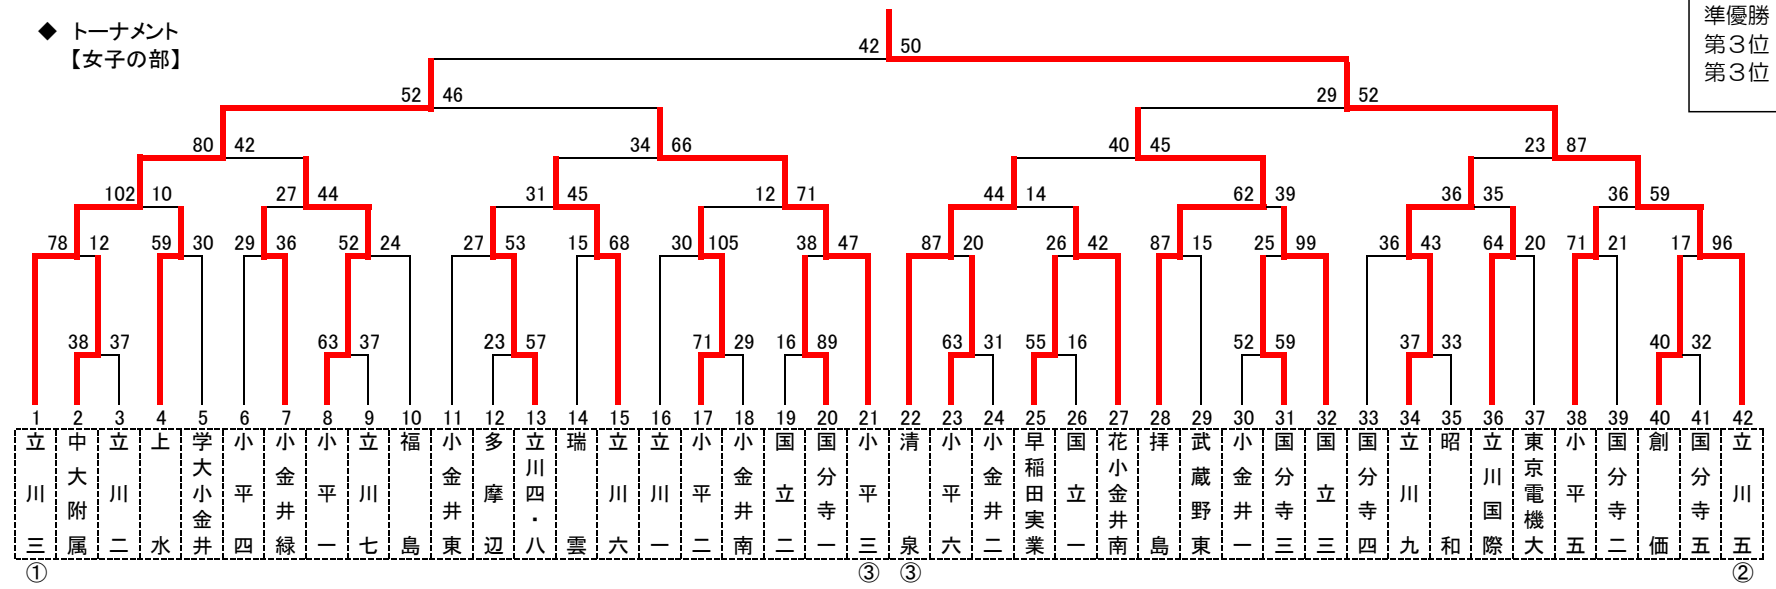 ◆ トーナメント
【女子の部】
準優勝
第３位
第３位
42 50
52 46 29 52
80 42 34 66 40 45 23 87
102 10 27 44 31 45 12 71 44 14 62 39 36 35 36 59
78 12 59 30 29 36 52 24 27 53 15 68 30 105 38 47 87 20 26 42 87 15 25 99 36 43 64 20 71 21 17 96
38 37 63 37 23 57 71 29 16 89 63 31 55 16 52 59 37 33 40 32
1 2 3 4 5 6 7 8 9 10 11 12 13 14 15 16 17 18 19 20 21 22 23 24 25 26 27 28 29 30 31 32 33 34 35 36 37 38 39 40 41 42
立川三
中大附属
立川二
上水
学大小金井
小平四
小金井緑
小平一
立川七
福島
小金井東
多摩辺
立川四・八
瑞雲
立川六
立川一
小平二
小金井南
国立二
国分寺一
小平三
清泉
小平六
小金井二
早稲田実業
国立一
花小金井南
拝島
武蔵野東
小金井一
国分寺三
国立三
国分寺四
立川九
昭和
立川国際
東京電機大
小平五
国分寺二
創価
国分寺五
立川五
① ③ ③ ②